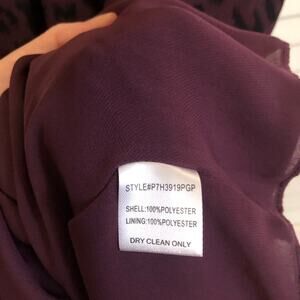 STYLE#P7H3919PGP
SHELL:100%POLYESTER
LINING:100%POLYESTER
DRY CLEAN ONLY